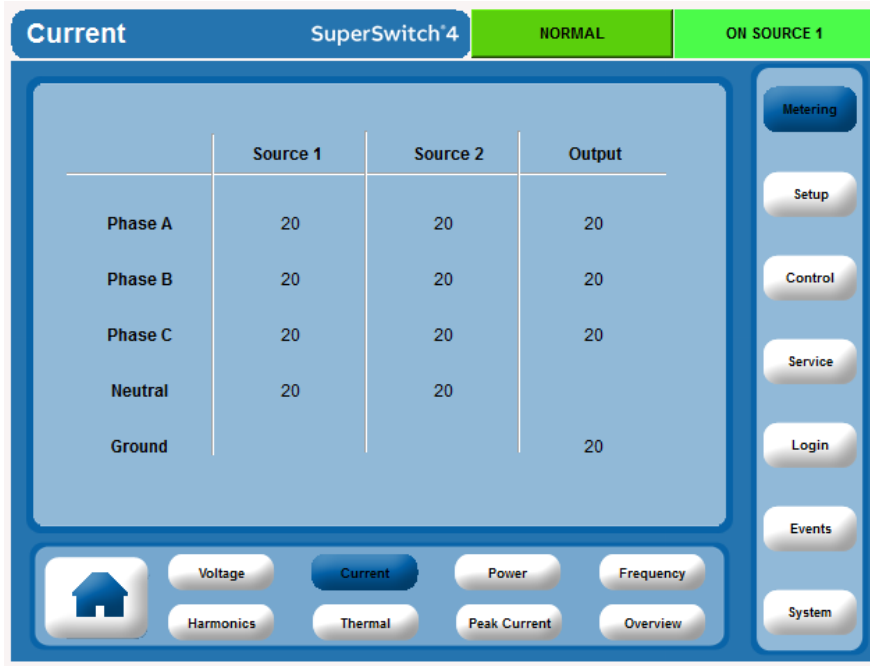 Current SuperSwitch®4 NORMAL ON SOURCE 1
Metering
Source 1 Source 2 Output
Setup
Phase A 20 20 20
Phase B 20 20 20
Control
Phase C 20 20 20
Service
Neutral 20 20
Ground 20
Login
Events
Voltage Current Power Frequency
System
Harmonics Thermal Peak Current Overview